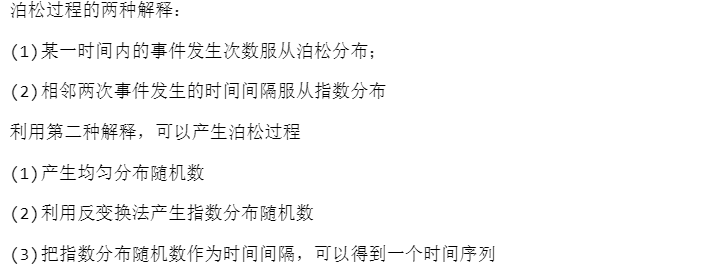 泊松过程的两种解释：
(1)某一时间内的事件发生次数服从泊松分布；
(2)相邻两次事件发生的时间间隔服从指数分布
利用第二种解释，可以产生泊松过程
(1)产生均匀分布随机数
(2)利用反变换法产生指数分布随机数
(3)把指数分布随机数作为时间间隔，可以得到一个时间序列